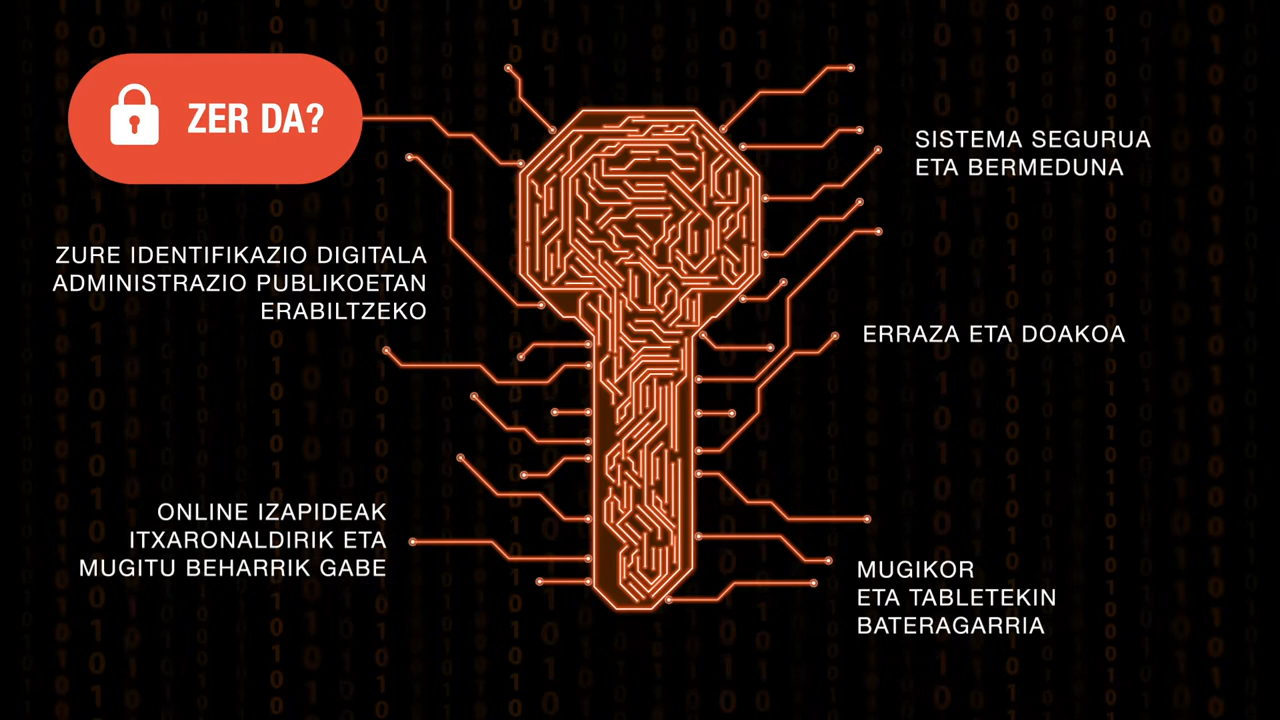 ZER DA?
ZURE IDENTIFIKAZIO DIGITALA
ADMINISTRAZIO PUBLIKOETAN
ERABILTZEKO
ONLINE IZAPIDEAK
ITXARONALDIRIK ETA
MUGITU BEHARRIK GABE
SISTEMA SEGURUA
ETA BERMEDUNA
ERRAZA ETA DOAKOA
MUGIKOR
ETA TABLETEKIN
BATERAGARRIA